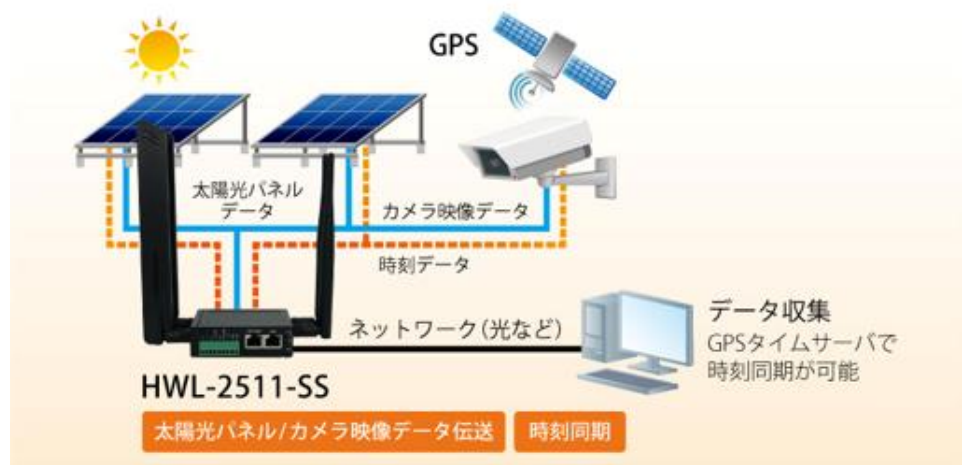 GPS
太陽光パネル
データ
カメラ映像データ
時刻データ
ネットワーク(光など)
データ収集
GPSタイムサーバで
時刻同期が可能
HWL-2511-SS
太陽光パネル/カメラ映像データ伝送
時刻同期